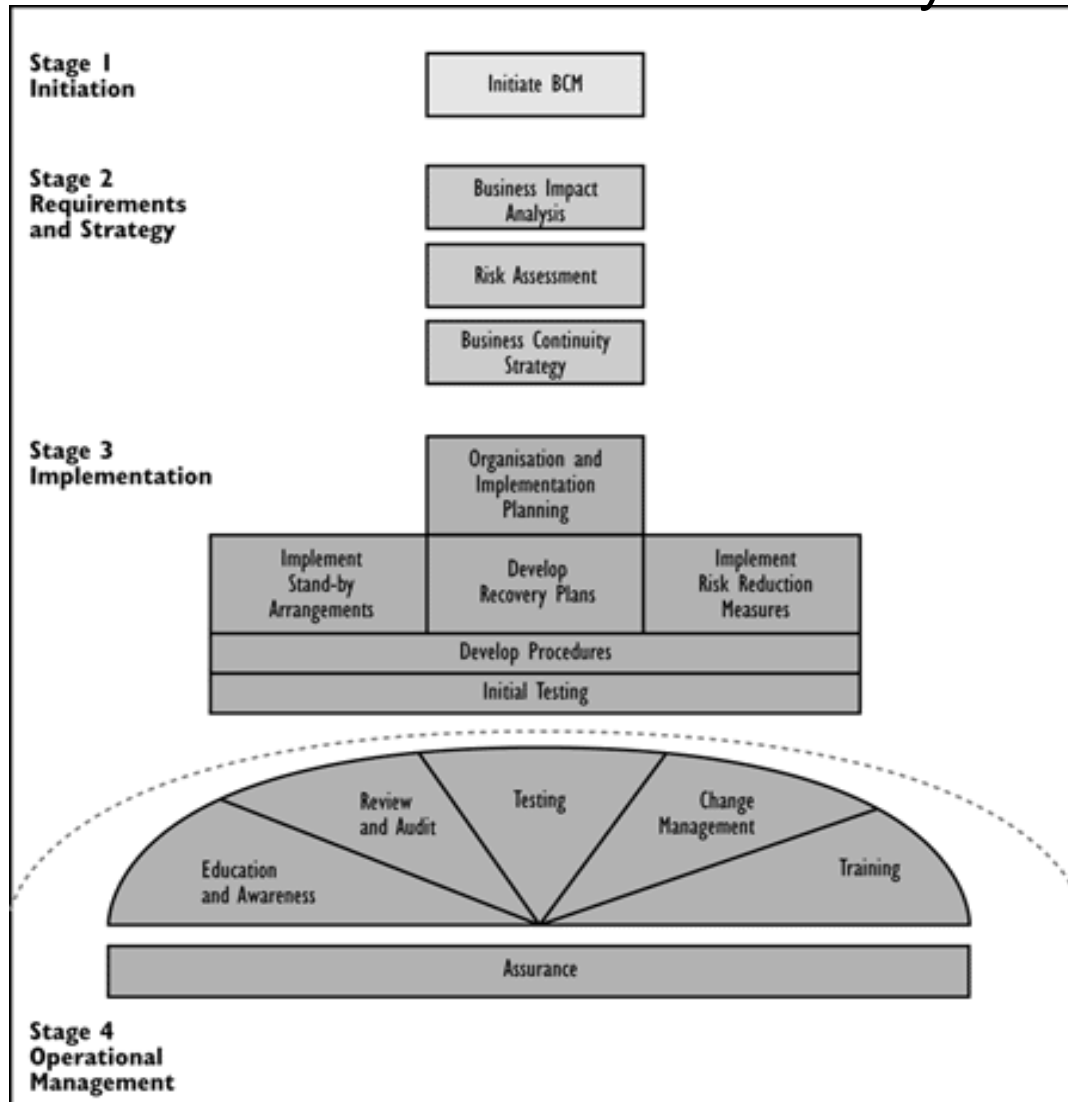 Stage 1
Initiation
Initiate BCM
Stage 2
Requirements
and Strategy
Business Impact
Analysis
Risk Assessment
Business Continuity
Strategy
Stage 3
Implementation
Organisation and
Implementation
Planning
Implement
Stand-by
Arrangements
Develop
Recovery Plans
Implement
Risk Reduction
Measures
Develop Procedures
Initial Testing
Education
and Awareness
Review
and Audit
Testing
Change
Management
Training
Assurance
Stage 4
Operational
Management